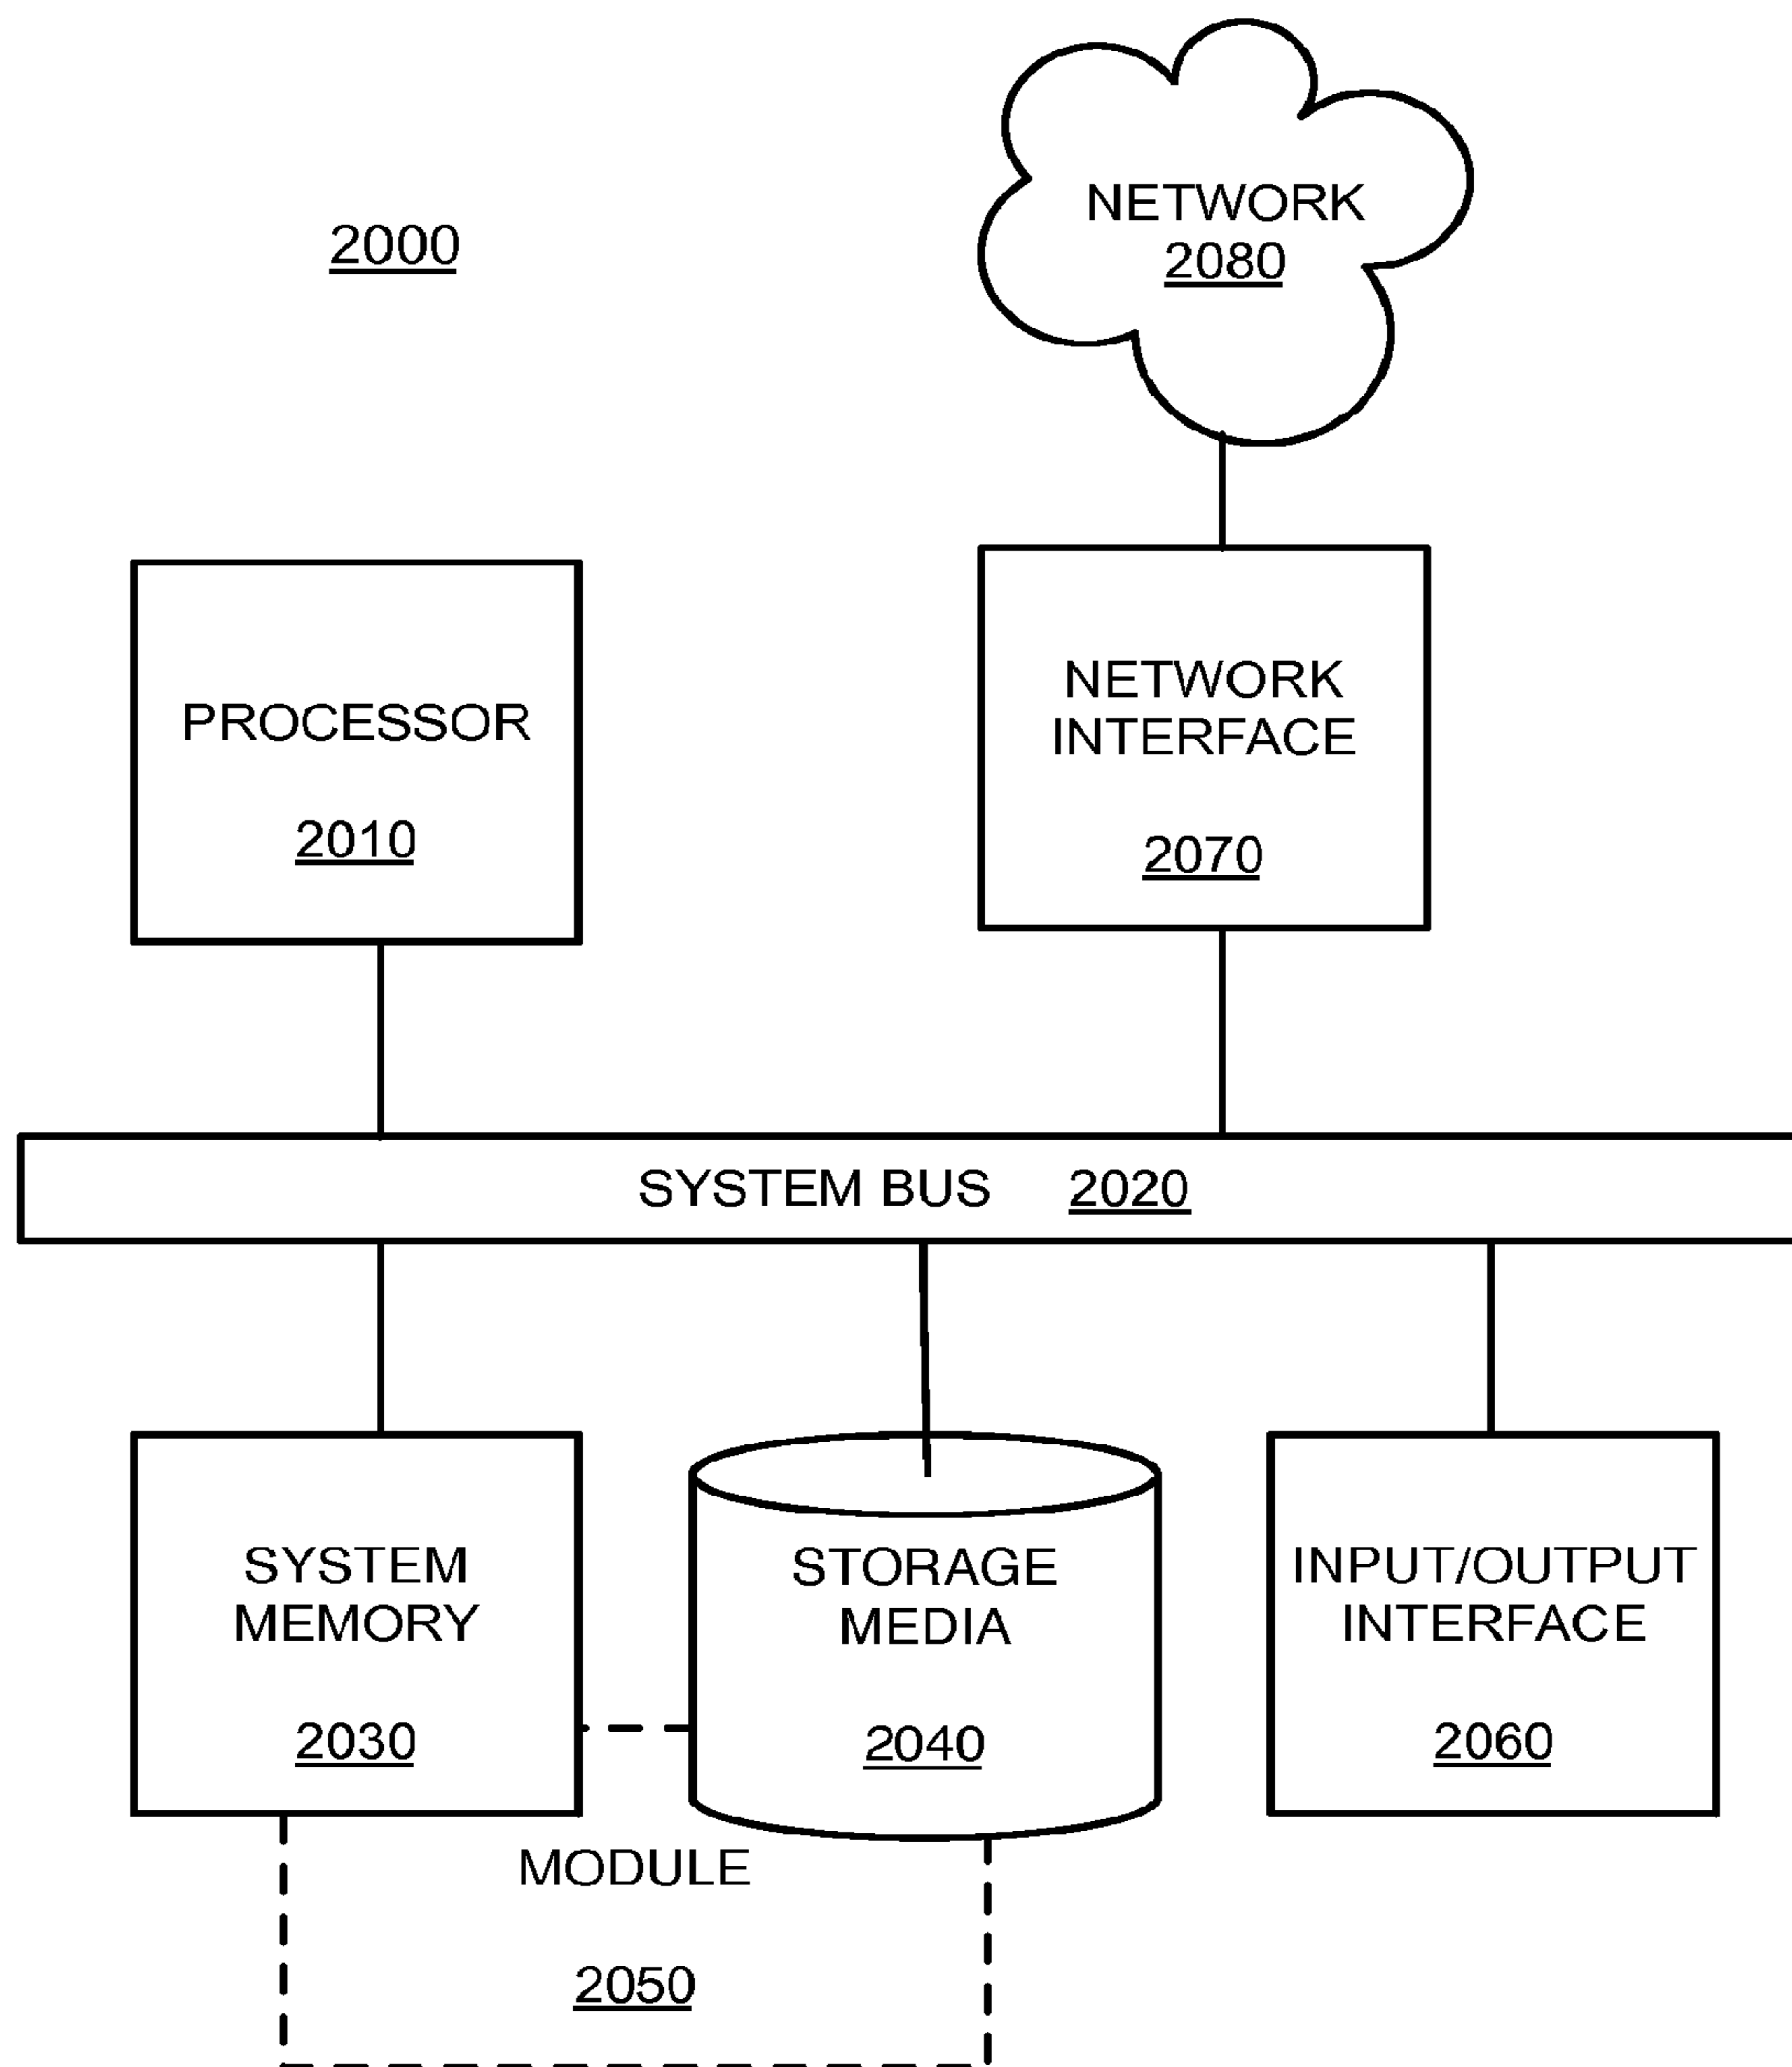 2000
NETWORK
2080
PROCESSOR
2010
NETWORK
INTERFACE
2070
SYSTEM BUS 2020
SYSTEM
MEMORY
2030
STORAGE
MEDIA
2040
INPUT/OUTPUT
INTERFACE
2060
MODULE
2050